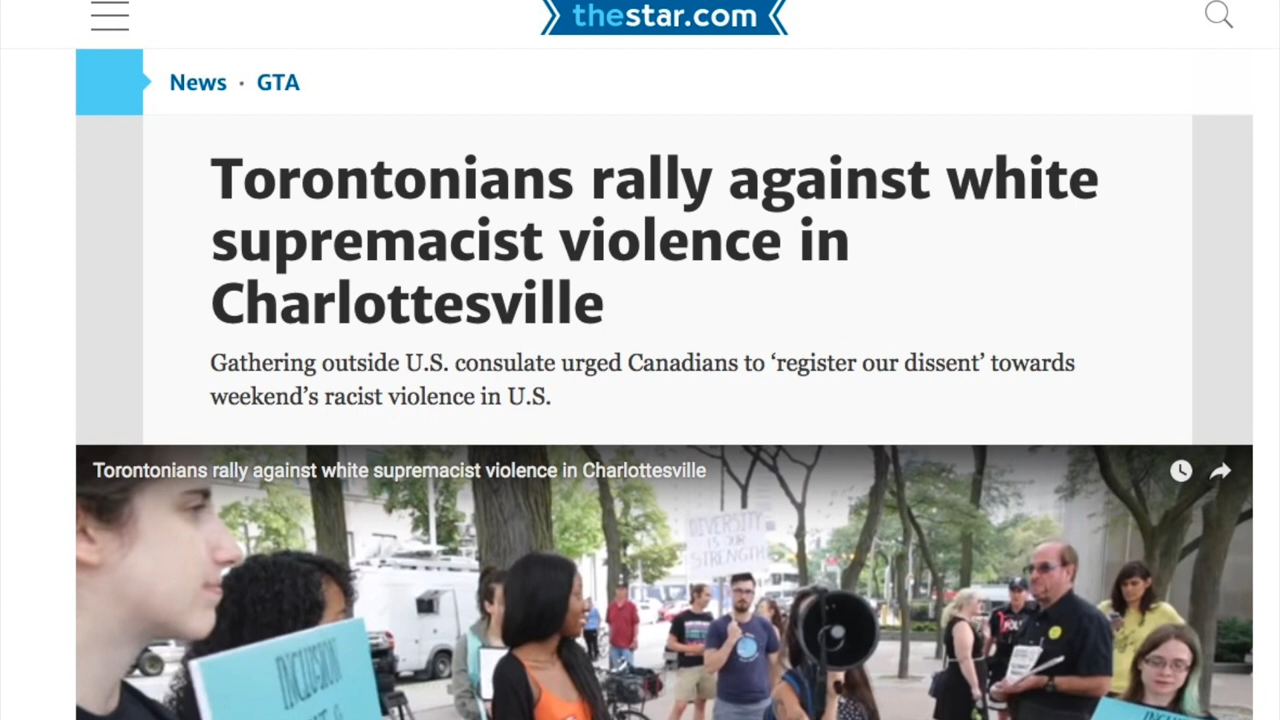 thestar.com
News · GTA
Torontonians rally against white
supremacist violence in
Charlottesville
Gathering outside U.S. consulate urged Canadians to ‘register our dissent’ towards
weekend’s racist violence in U.S.
Torontonians rally against white supremacist violence in Charlottesville
DIVERSITY
IS OUR
STRENGTH
INCLUSION